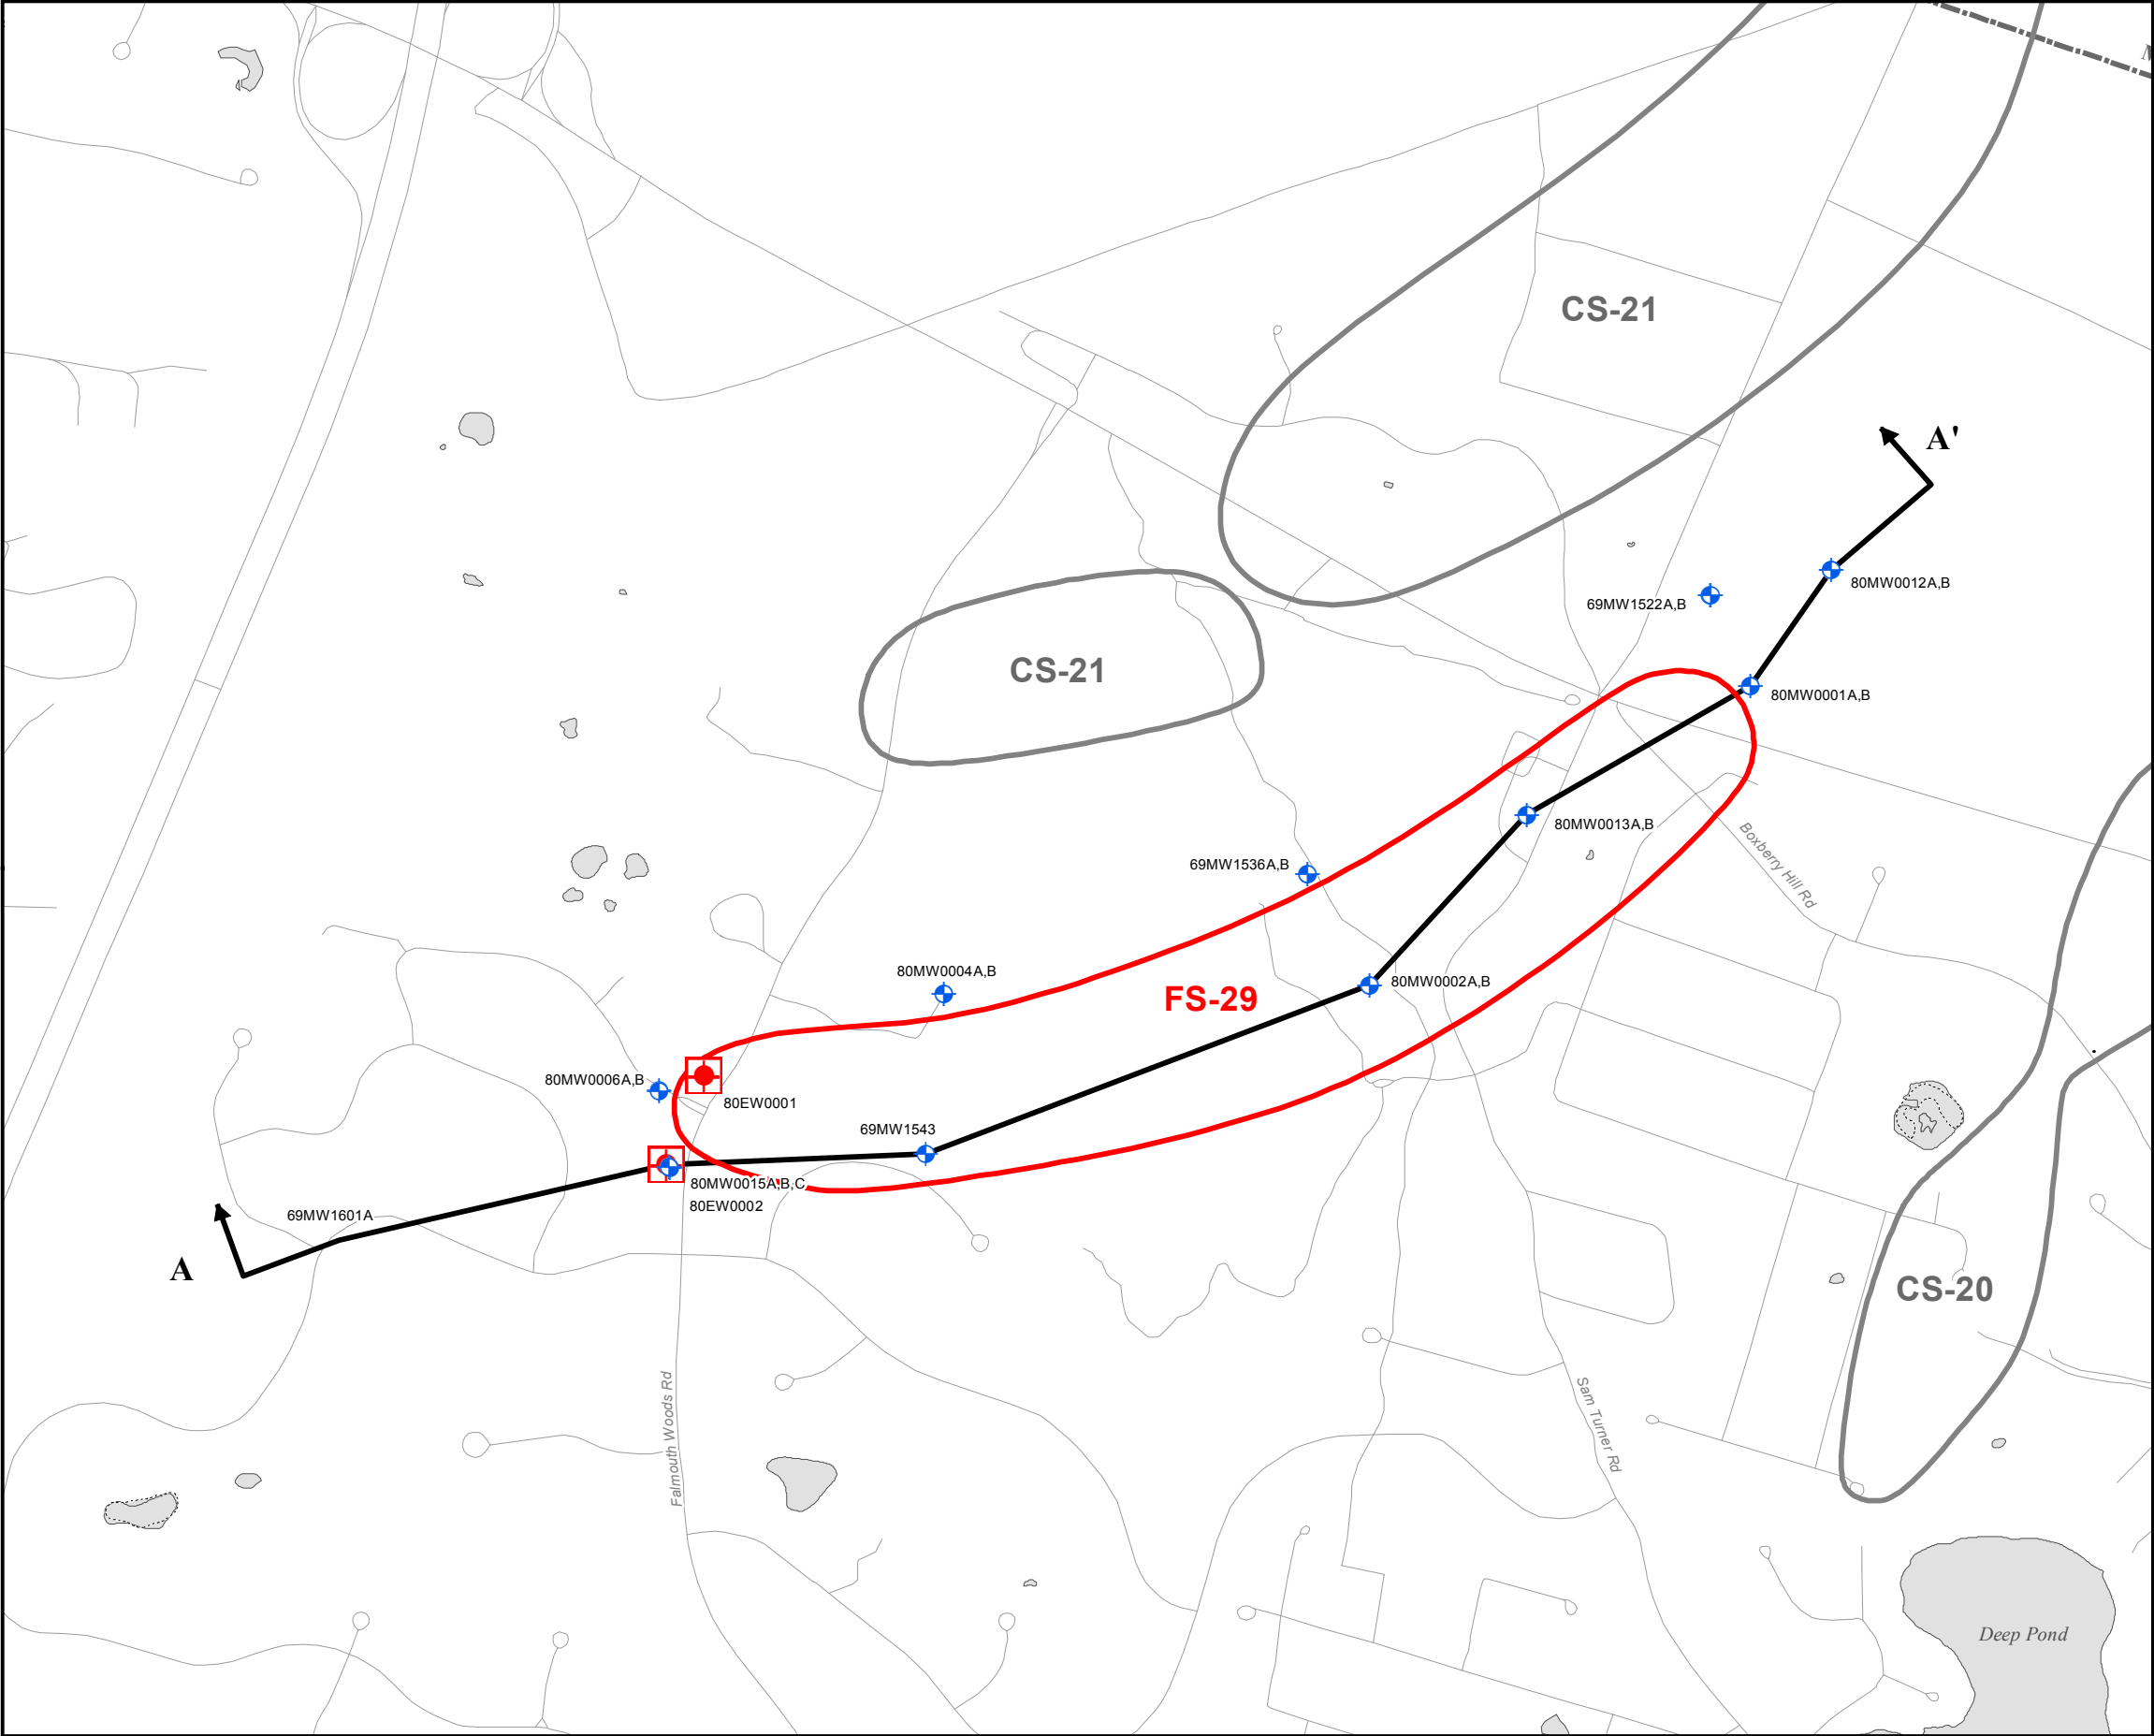 CS-21
A'
80MW0012A,B
69MW1522A,B
CS-21
80MW0001A,B
80MW0013A,B
Boxberry Hill Rd
69MW1536A,B
80MW0004A,B
80MW0002A,B
FS-29
80MW0006A,B
80EW0001
69MW1543
80MW0015A,B,C
80EW0002
69MW1601A
A
CS-20
Falmouth Woods Rd
Sam Turner Rd
Deep Pond